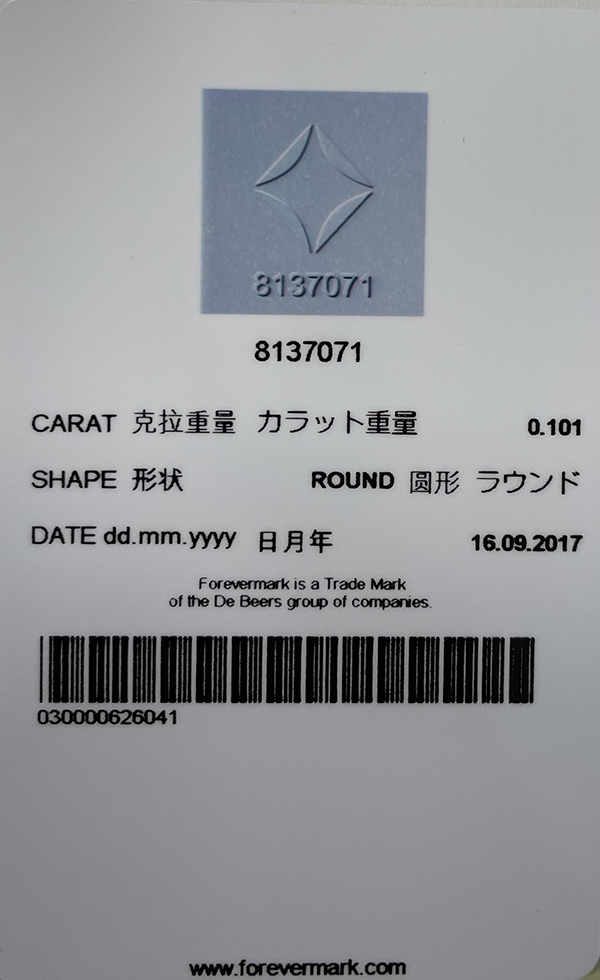 8137071
8137071
CARAT 克拉重量 カラット重量 0.101
SHAPE 形状 ROUND 圆形 ラウンド
DATE dd.mm.yyyy 日月年 16.09.2017
Forevermark is a Trade Mark
of the De Beers group of companies.
030000626041
www.forevermark.com